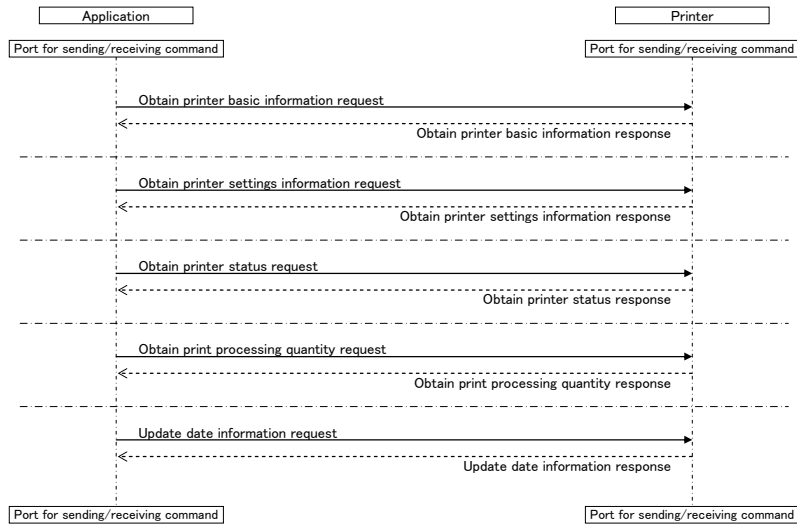 Application
Printer
Port for sending/receiving command
Port for sending/receiving command
Obtain printer basic information request
Obtain printer basic information response
Obtain printer settings information request
Obtain printer settings information response
Obtain printer status request
Obtain printer status response
Obtain print processing quantity request
Obtain print processing quantity response
Update date information request
Update date information response
Port for sending/receiving command
Port for sending/receiving command